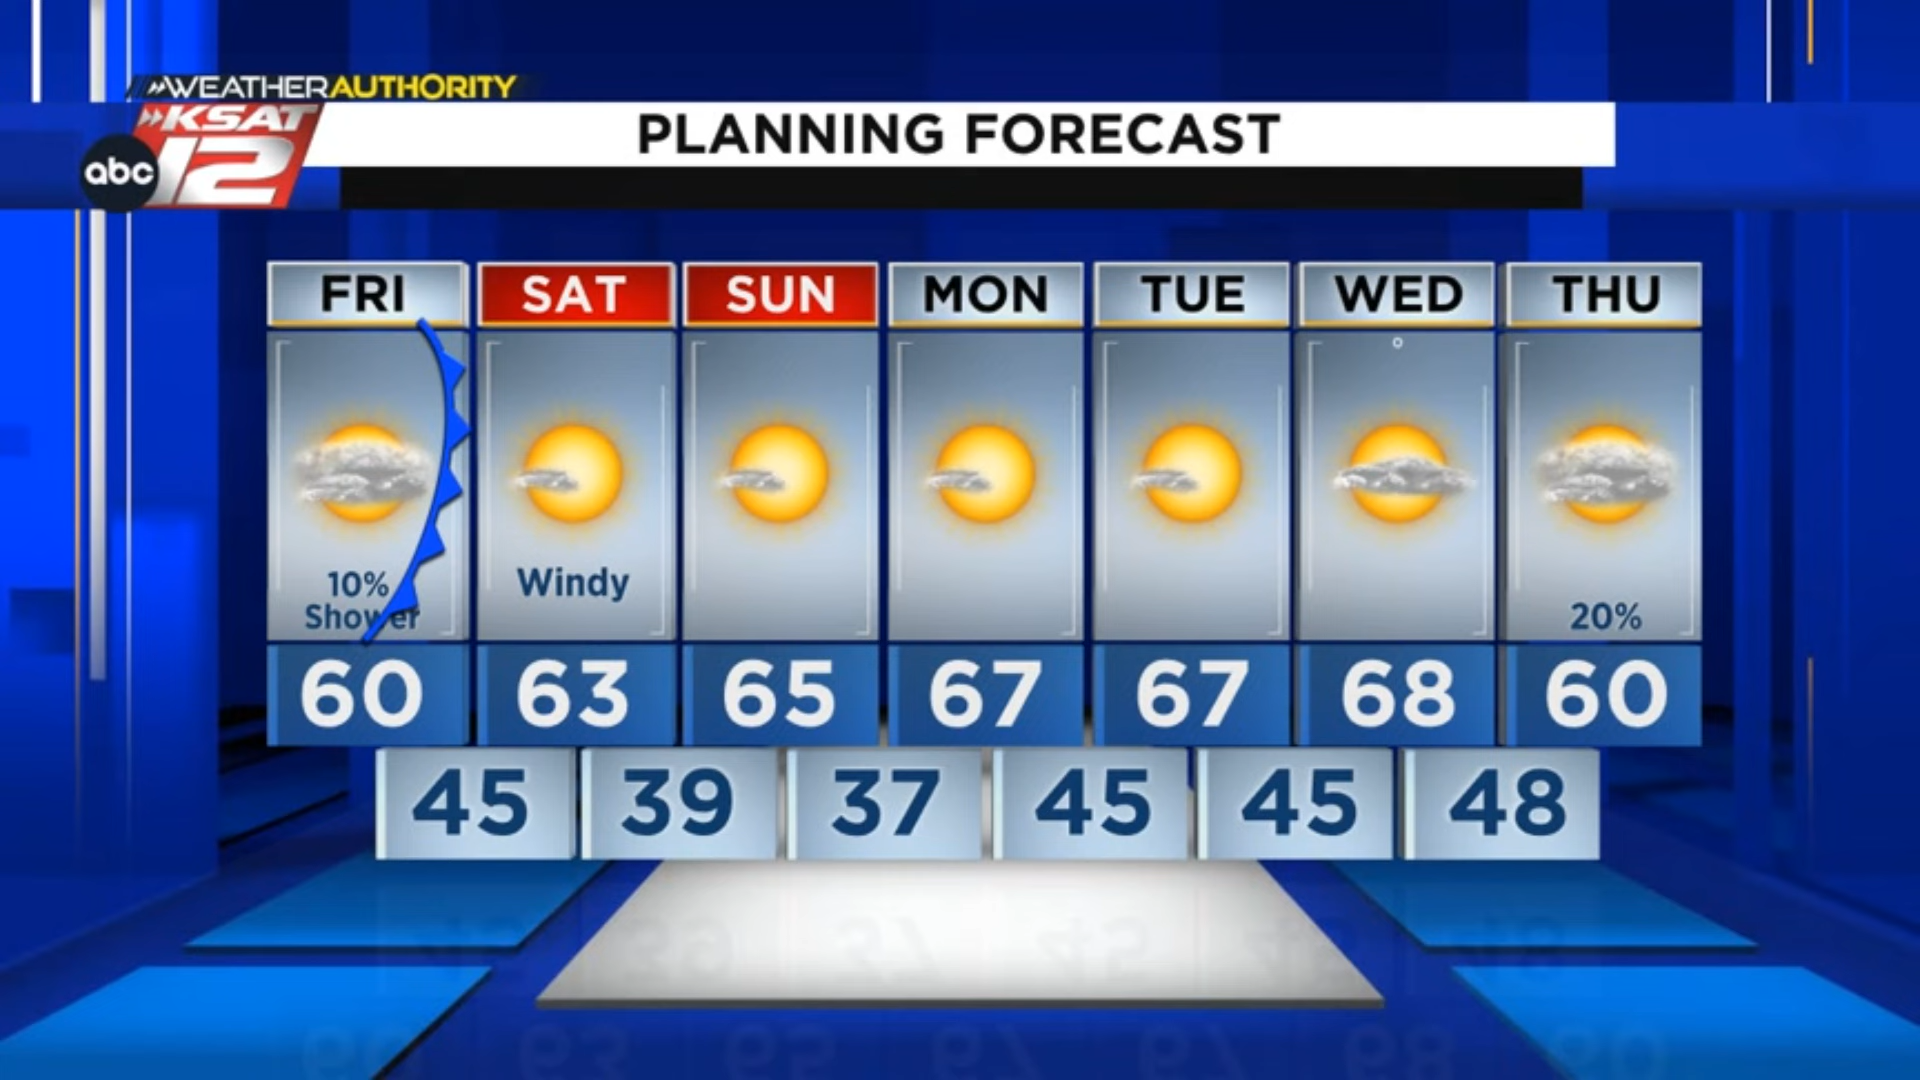 WEATHERAUTHORITY
KSAT
abc
12
PLANNING FORECAST
FRI SAT SUN MON TUE WED THU
10%
Shower
Windy
20%
60 63 65 67 67 68 60
45 39 37 45 45 48